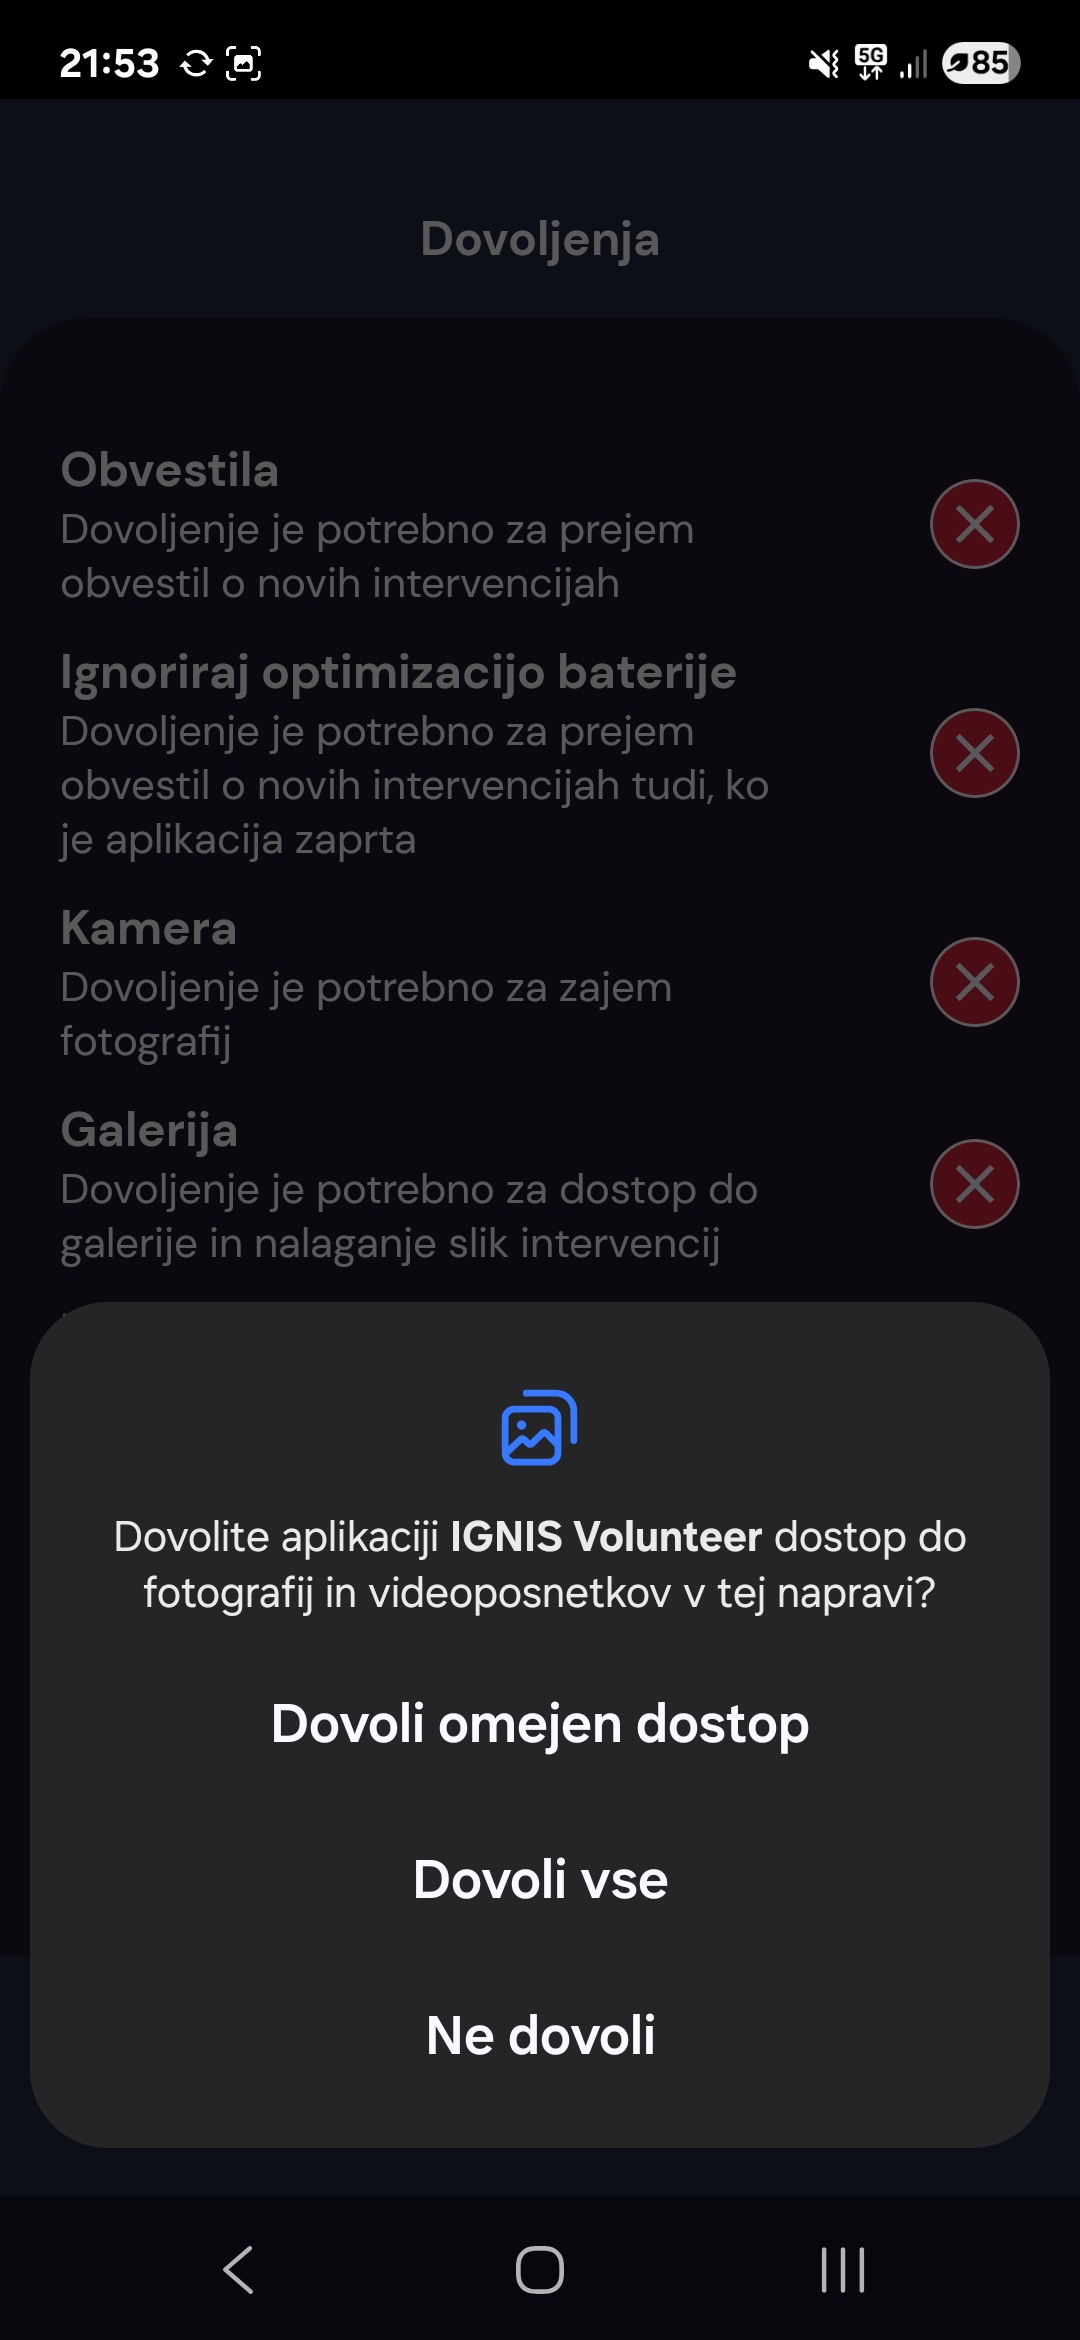 21:53
5G
85
Dovoljenja
Obvestila
Dovoljenje je potrebno za prejem
obvestil o novih intervencijah
Ignoriraj optimizacijo baterije
Dovoljenje je potrebno za prejem
obvestil o novih intervencijah tudi, ko
je aplikacija zaprta
Kamera
Dovoljenje je potrebno za zajem
fotografij
Galerija
Dovoljenje je potrebno za dostop do
galerije in nalaganje slik intervencij
Dovolite aplikaciji IGNIS Volunteer dostop do
fotografij in videoposnetkov v tej napravi?
Dovoli omejen dostop
Dovoli vse
Ne dovoli